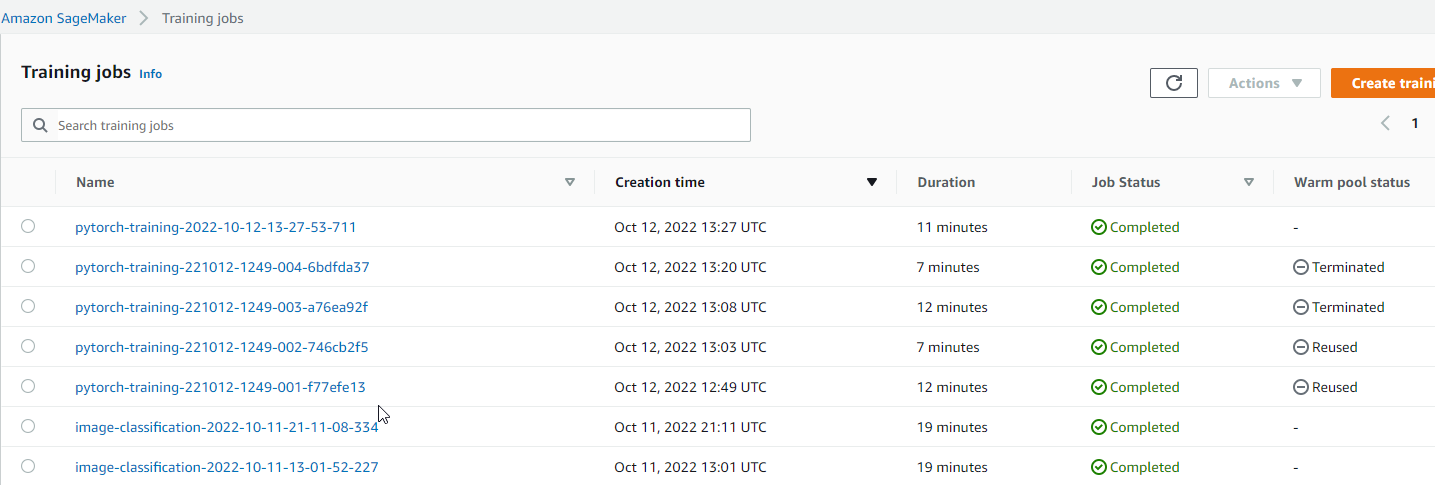 Amazon SageMaker > Training jobs
Training jobs Info
Actions
Create traini
Search training jobs
1
Name Creation time Duration Job Status Warm pool status
pytorch-training-2022-10-12-13-27-53-711 Oct 12, 2022 13:27 UTC 11 minutes Completed -
pytorch-training-221012-1249-004-6bdfda37 Oct 12, 2022 13:20 UTC 7 minutes Completed Terminated
pytorch-training-221012-1249-003-a76ea92f Oct 12, 2022 13:08 UTC 12 minutes Completed Terminated
pytorch-training-221012-1249-002-746cb2f5 Oct 12, 2022 13:03 UTC 7 minutes Completed Reused
pytorch-training-221012-1249-001-f77efe13 Oct 12, 2022 12:49 UTC 12 minutes Completed Reused
image-classification-2022-10-11-21-11-08-334 Oct 11, 2022 21:11 UTC 19 minutes Completed -
image-classification-2022-10-11-13-01-52-227 Oct 11, 2022 13:01 UTC 19 minutes Completed -